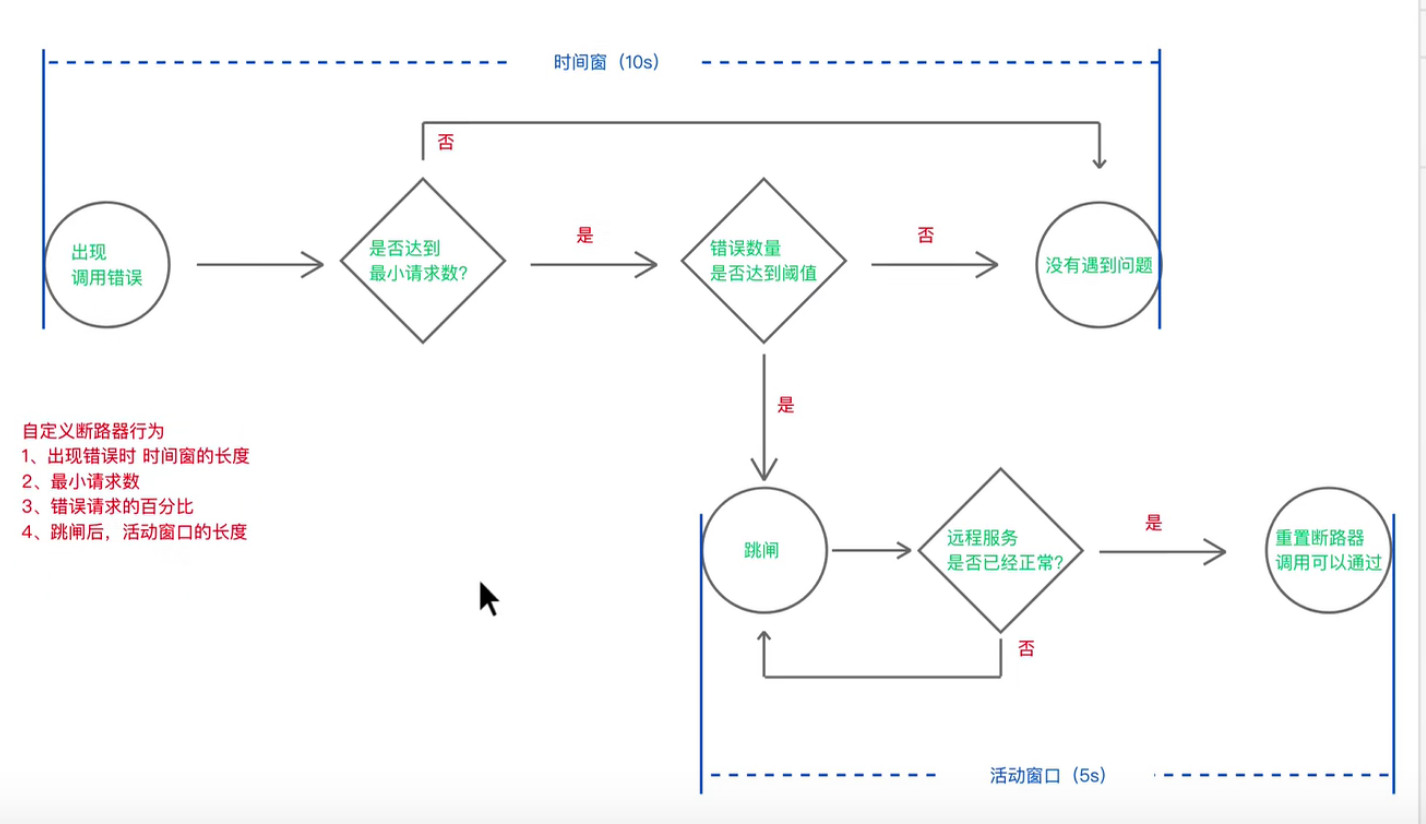 时间窗（10s）
否
出现
调用错误
是否达到
最小请求数?
是
错误数量
是否达到阈值
否
没有遇到问题
是
自定义断路器行为
1、出现错误时 时间窗的长度
2、最小请求数
3、错误请求的百分比
4、跳闸后，活动窗口的长度
跳闸
远程服务
是否已经正常?
是
重置断路器
调用可以通过
否
活动窗口（5s）